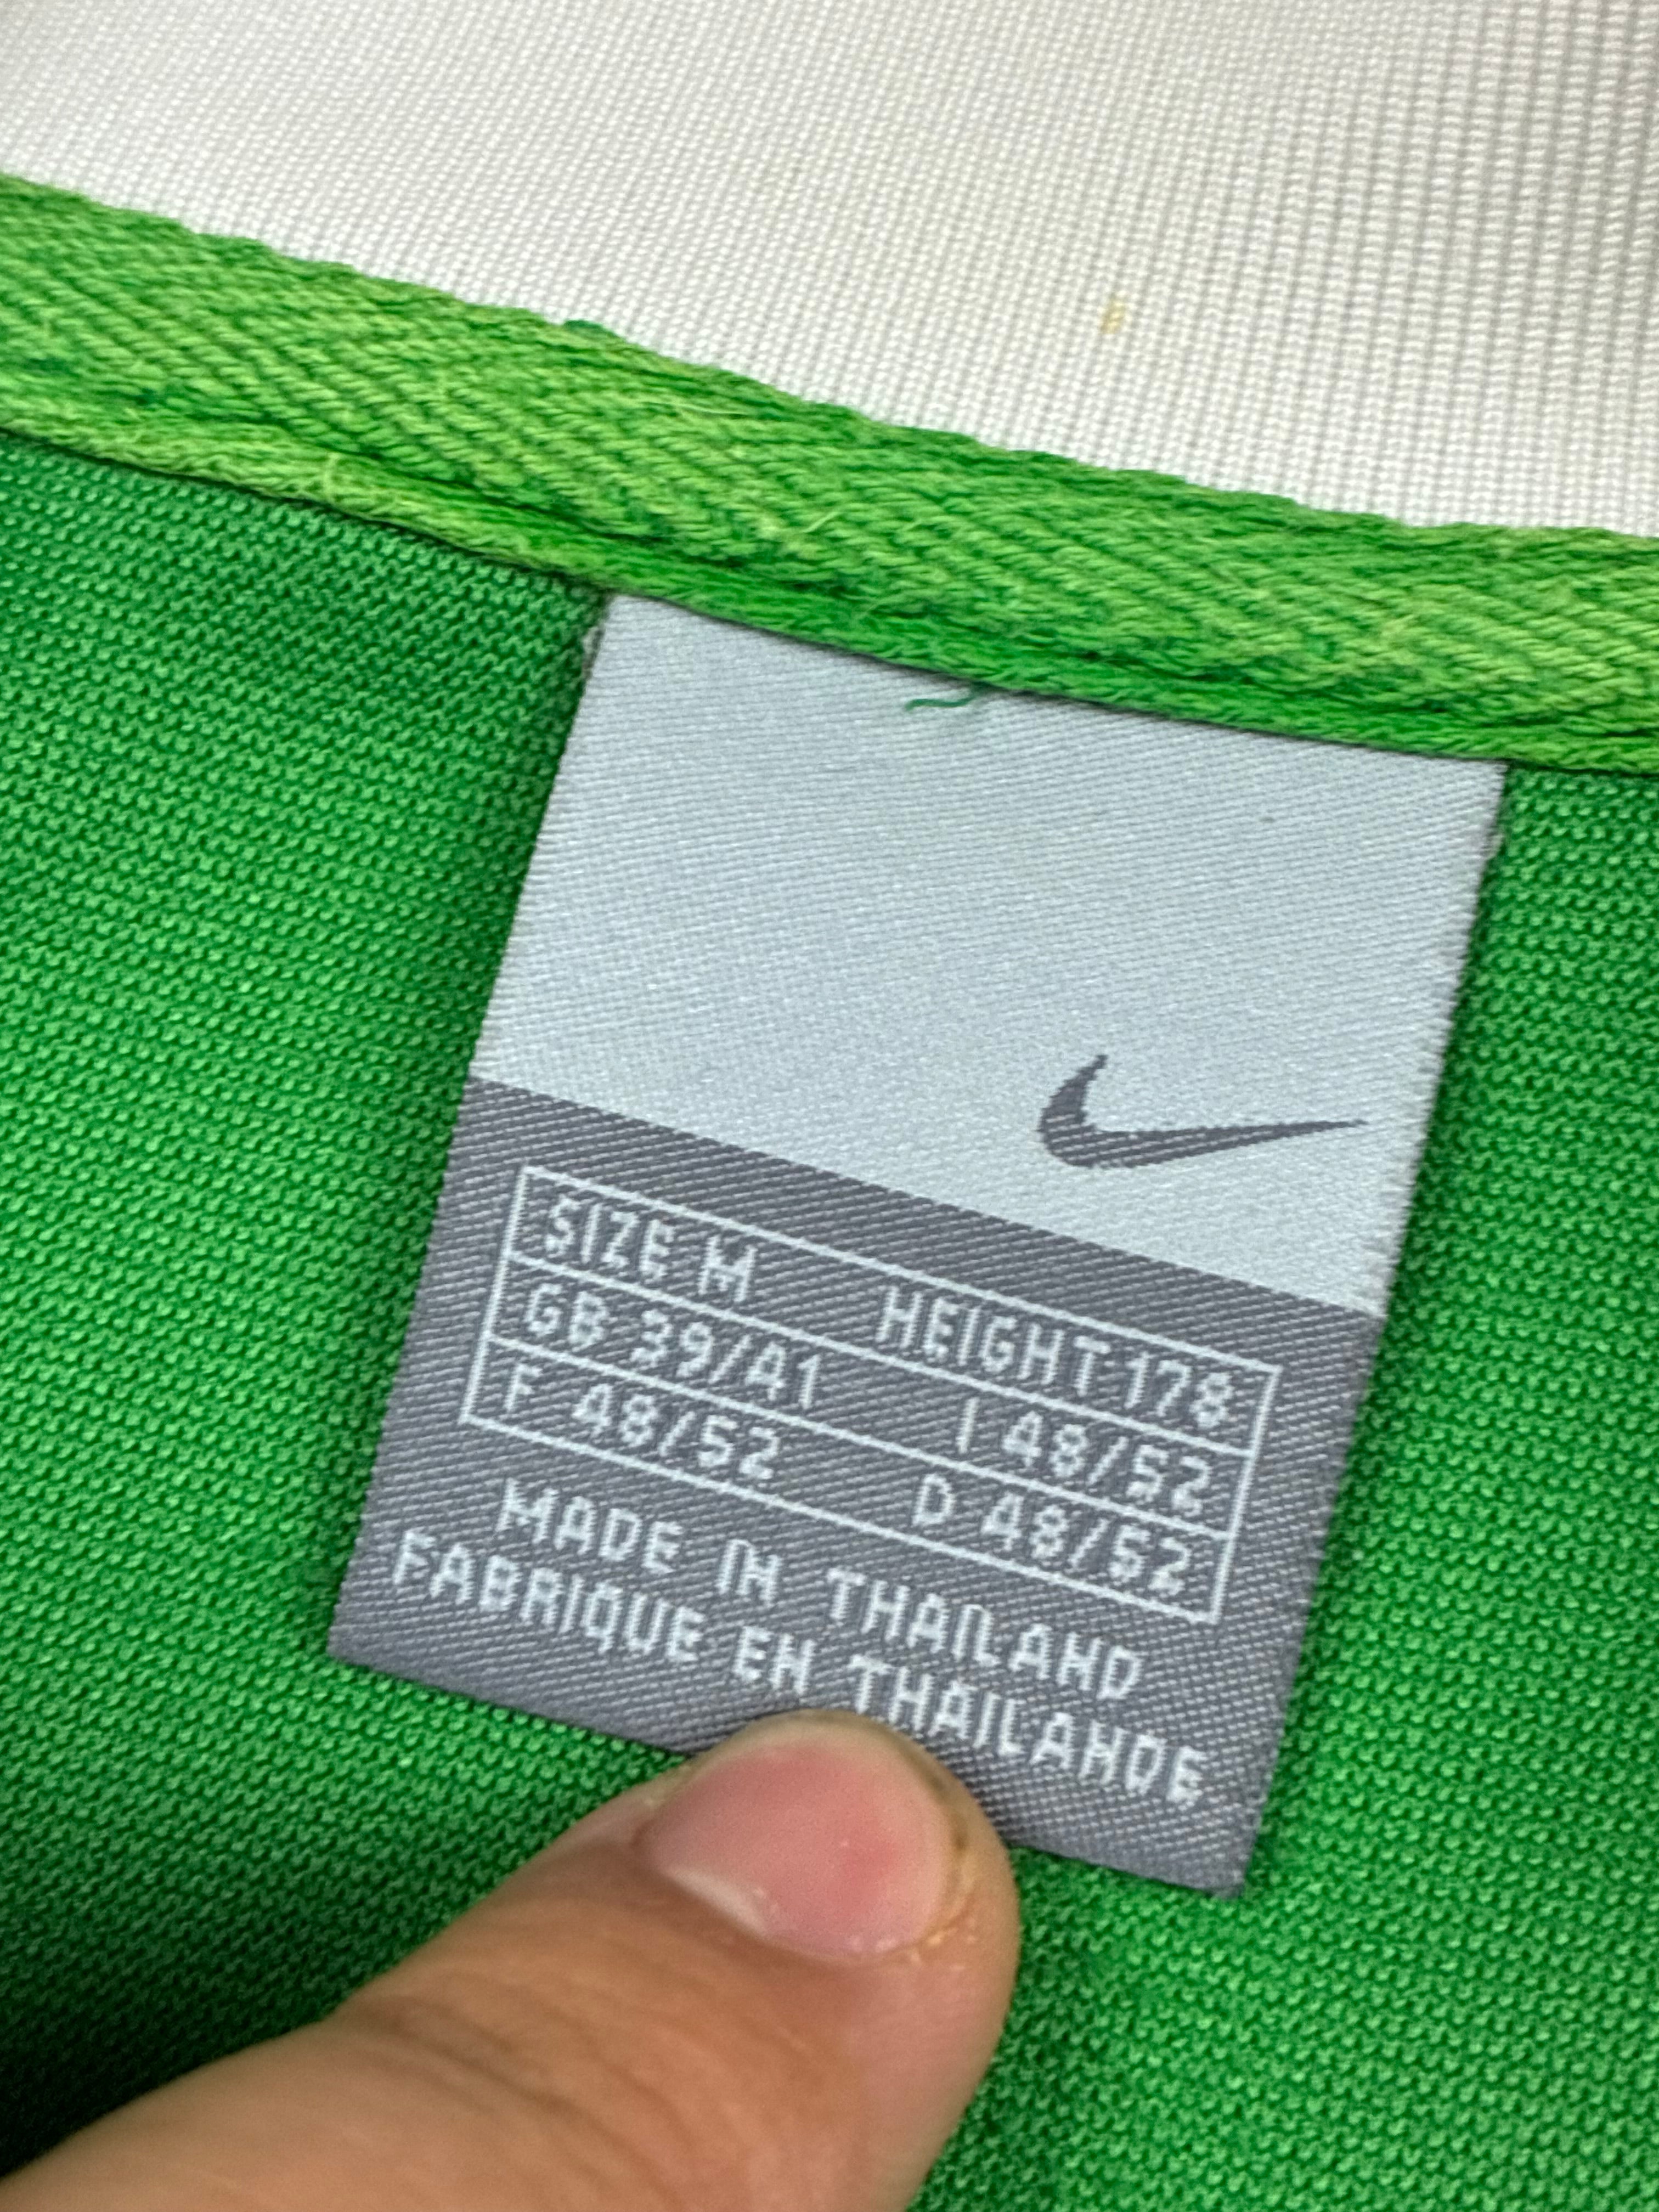 SIZE M HEIGHT 178
GB 39/41 I 48/52
F 48/52 D 48/52
MADE IN THAILAND
FABRIQUE EN THAILANDE